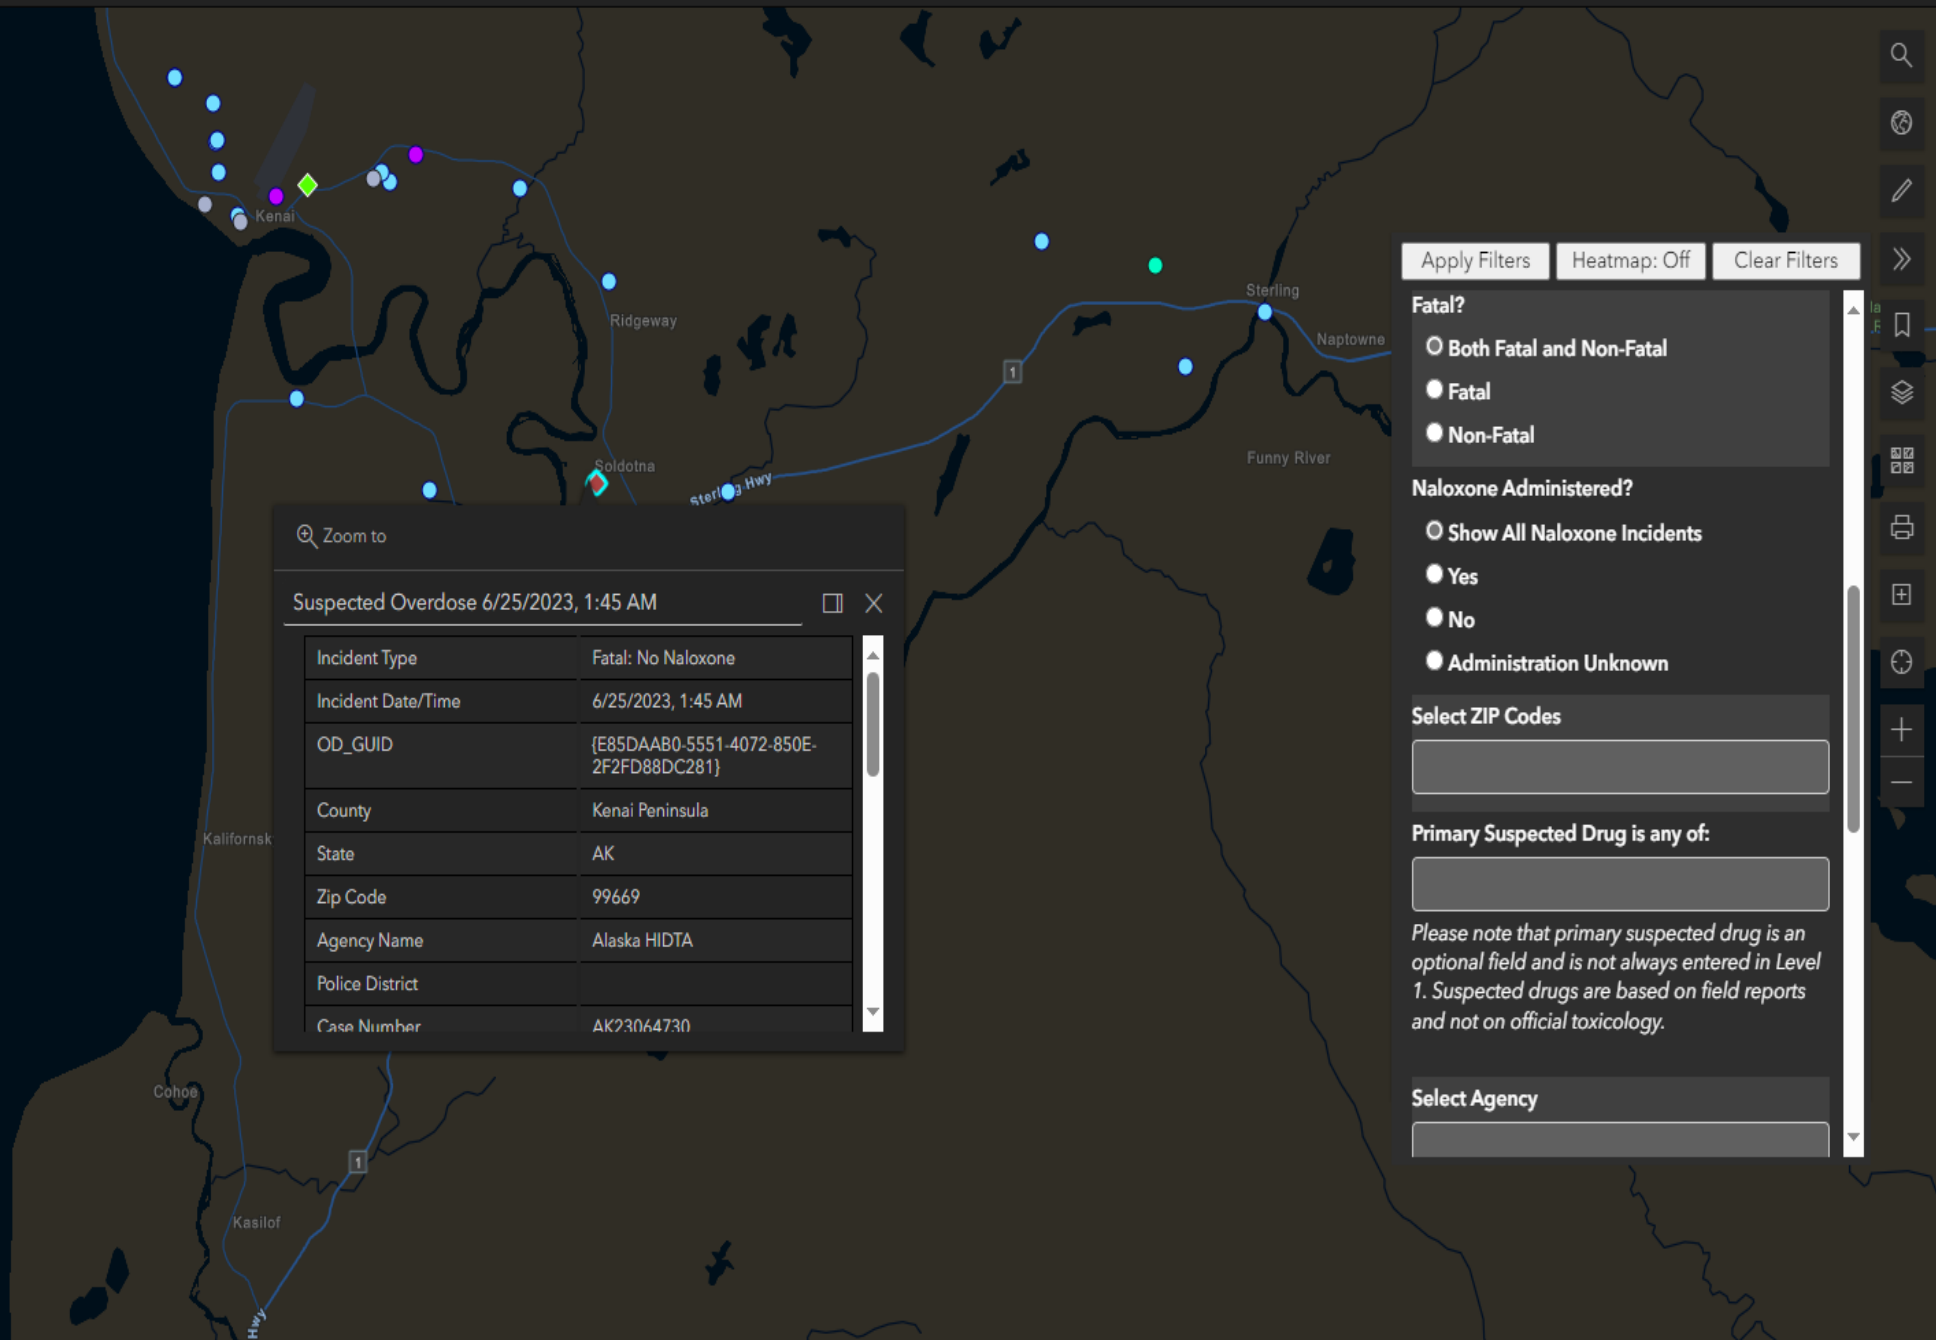 Kenai
Ridgeway
Sterling
Naptowne
1
Soldotna
Sterling Hwy
Funny River
Kalifornsk
Cohoe
1
Kasilof
Hwy
Zoom to
Suspected Overdose 6/25/2023, 1:45 AM
Incident Type Fatal: No Naloxone
Incident Date/Time 6/25/2023, 1:45 AM
OD_GUID {E85DAAB0-5551-4072-850E-
2F2FD88DC281}
County Kenai Peninsula
State AK
Zip Code 99669
Agency Name Alaska HIDTA
Police District
Case Number AK23064730
Apply Filters Heatmap: Off Clear Filters
Fatal?
Both Fatal and Non-Fatal
Fatal
Non-Fatal
Naloxone Administered?
Show All Naloxone Incidents
Yes
No
Administration Unknown
Select ZIP Codes
Primary Suspected Drug is any of:
Please note that primary suspected drug is an
optional field and is not always entered in Level
1. Suspected drugs are based on field reports
and not on official toxicology.
Select Agency